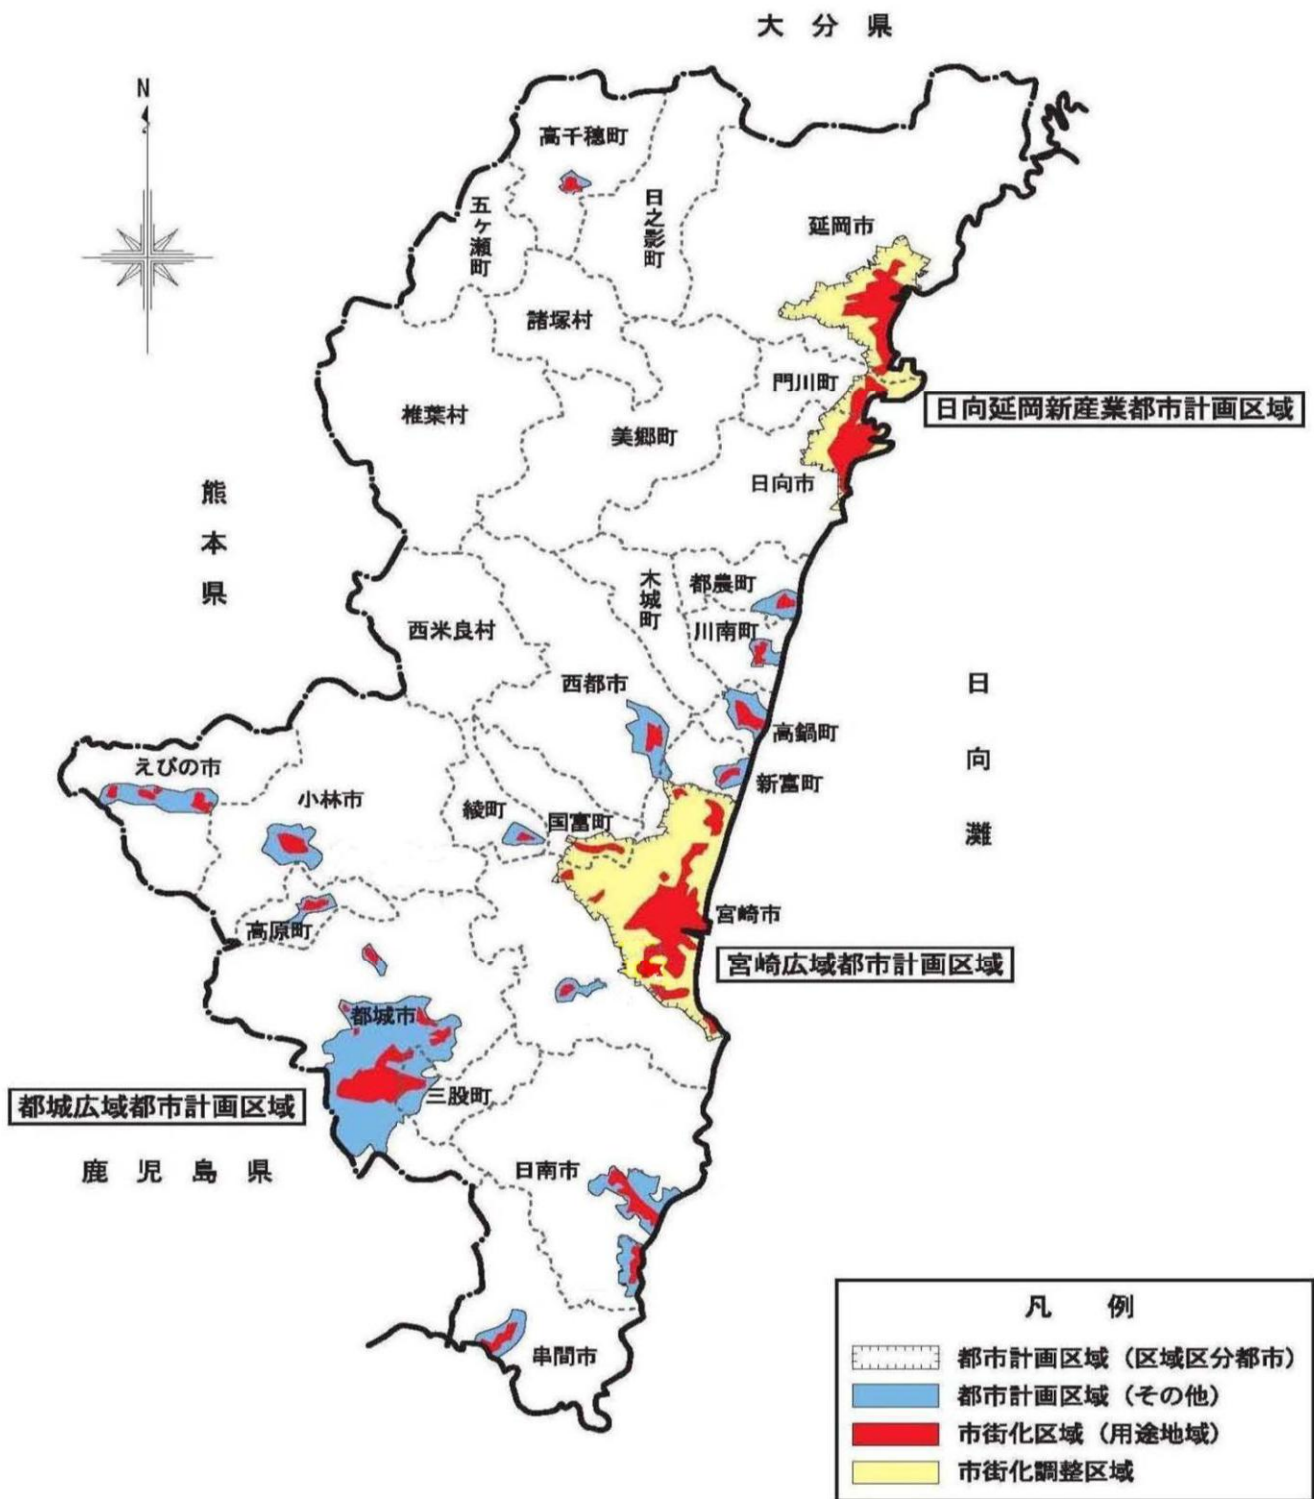 大分県
N
高千穂町
五ヶ瀬町
日之影町
延岡市
諸塚村
門川町
日向延岡新産業都市計画区域
椎葉村
美郷町
日向市
熊本県
木城町
都農町
西米良村
川南町
西都市
高鍋町
日向灘
えびの市
小林市
新富町
綾町
国富町
宮崎市
高原町
宮崎広域都市計画区域
都城市
三股町
都城広域都市計画区域
鹿児島県
日南市
串間市
凡例
都市計画区域（区域区分都市）
都市計画区域（その他）
市街化区域（用途地域）
市街化調整区域